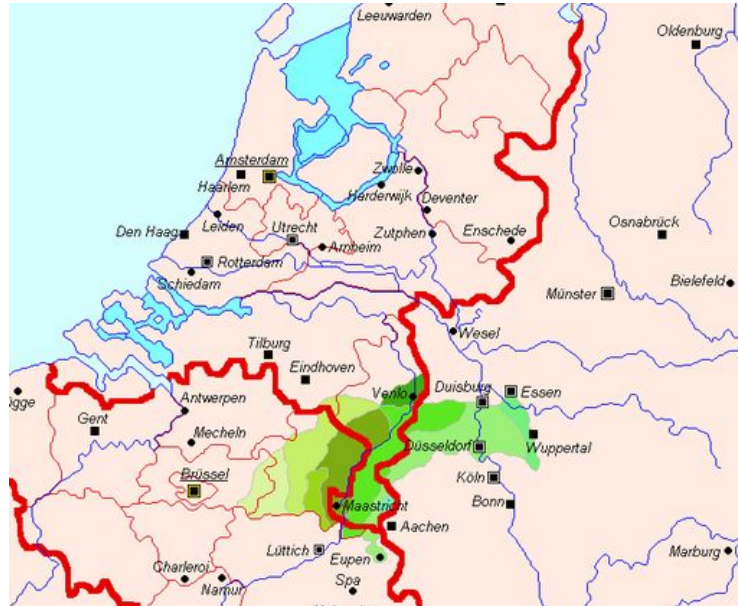 Leeuwarden
Oldenburg
Amsterdam
Haarlem
Zwolle
Harderwijk
Deventer
Leiden
Utrecht
Den Haag
Arnheim
Zutphen
Enschede
Osnabrück
Rotterdam
Schiedam
Münster
Bielefeld
Wesel
Tilburg
Eindhoven
Venlo
Duisburg
Essen
ügge
Antwerpen
Gent
Mecheln
Düsseldorf
Wuppertal
Brüssel
Köln
Maastricht
Bonn
Aachen
Lüttich
Eupen
Marburg
Charleroi
Namur
Spa